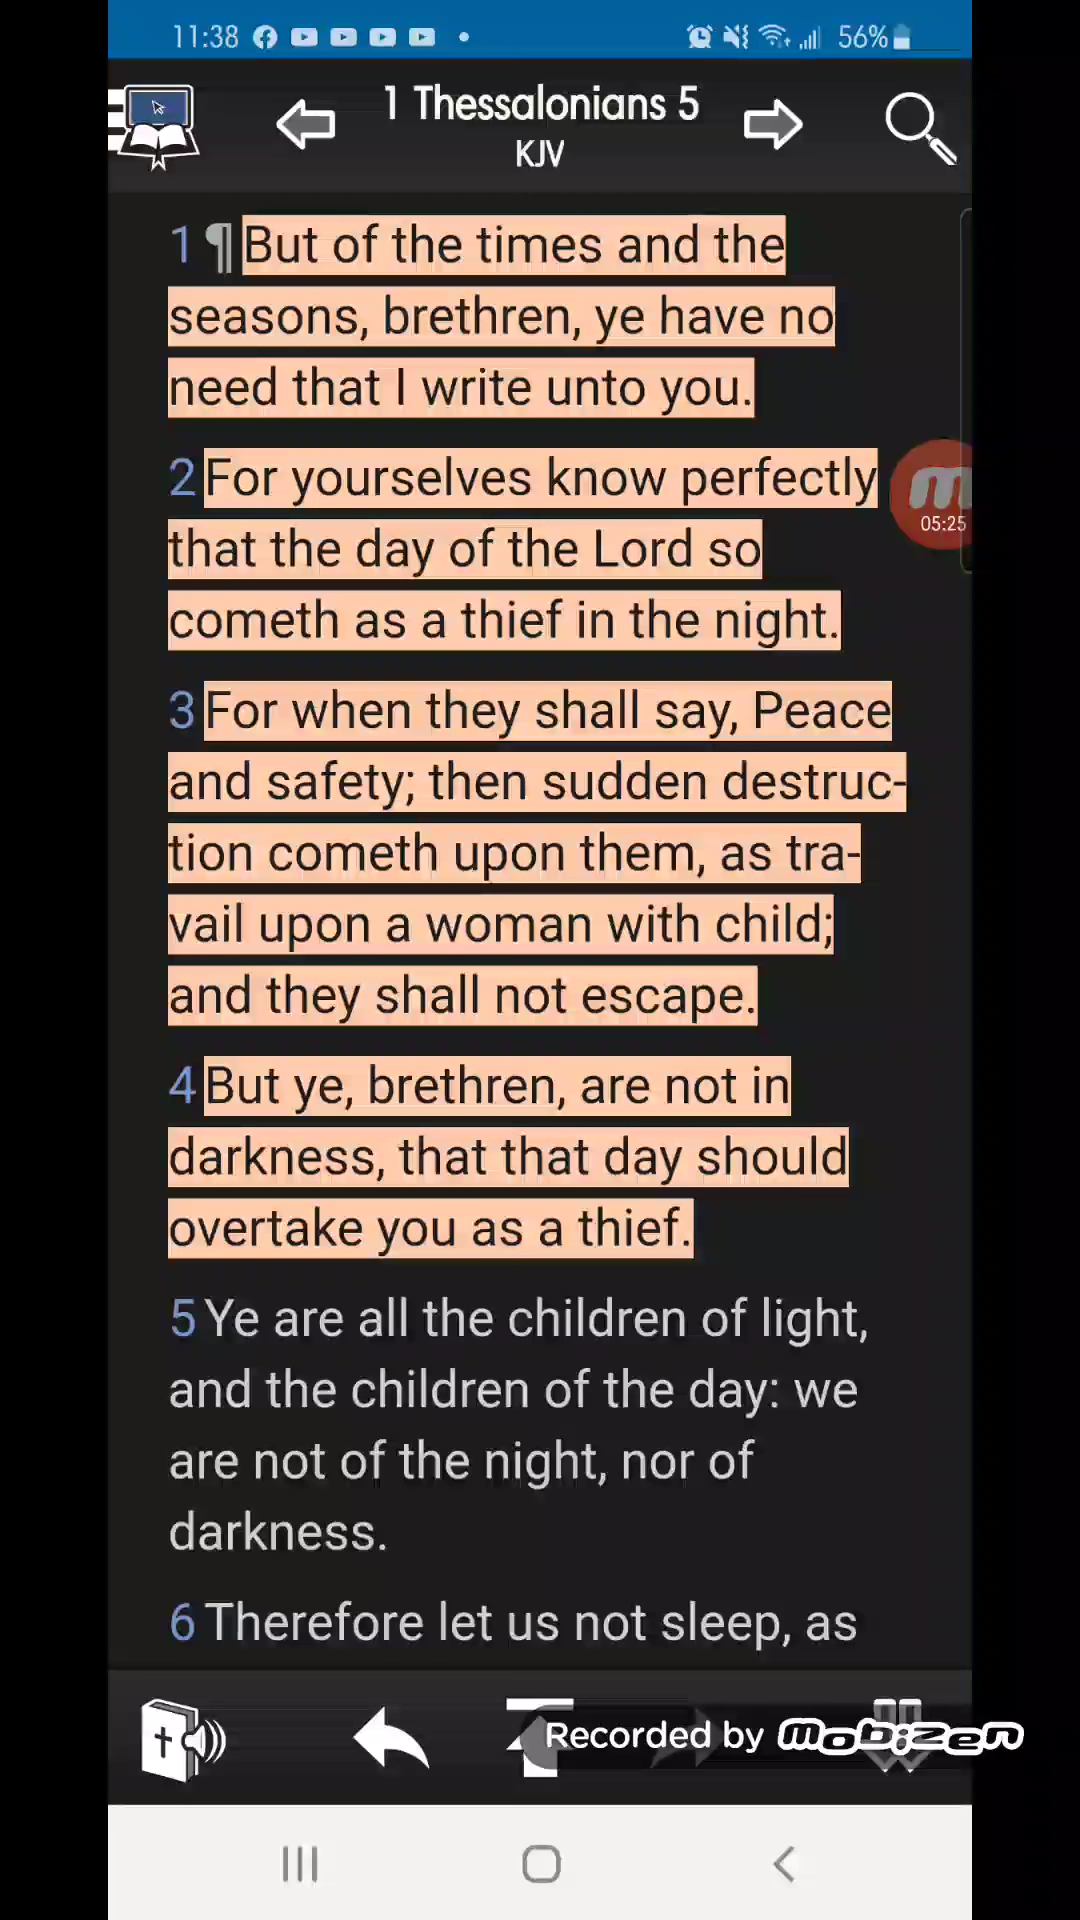 11:38
56%
1 Thessalonians 5
KJV
1 ¶ But of the times and the
seasons, brethren, ye have no
need that I write unto you.
2 For yourselves know perfectly
that the day of the Lord so
cometh as a thief in the night.
05:25
3 For when they shall say, Peace
and safety; then sudden destruc-
tion cometh upon them, as tra-
vail upon a woman with child;
and they shall not escape.
4 But ye, brethren, are not in
darkness, that that day should
overtake you as a thief.
5 Ye are all the children of light,
and the children of the day: we
are not of the night, nor of
darkness.
6 Therefore let us not sleep, as
Recorded by mobizen